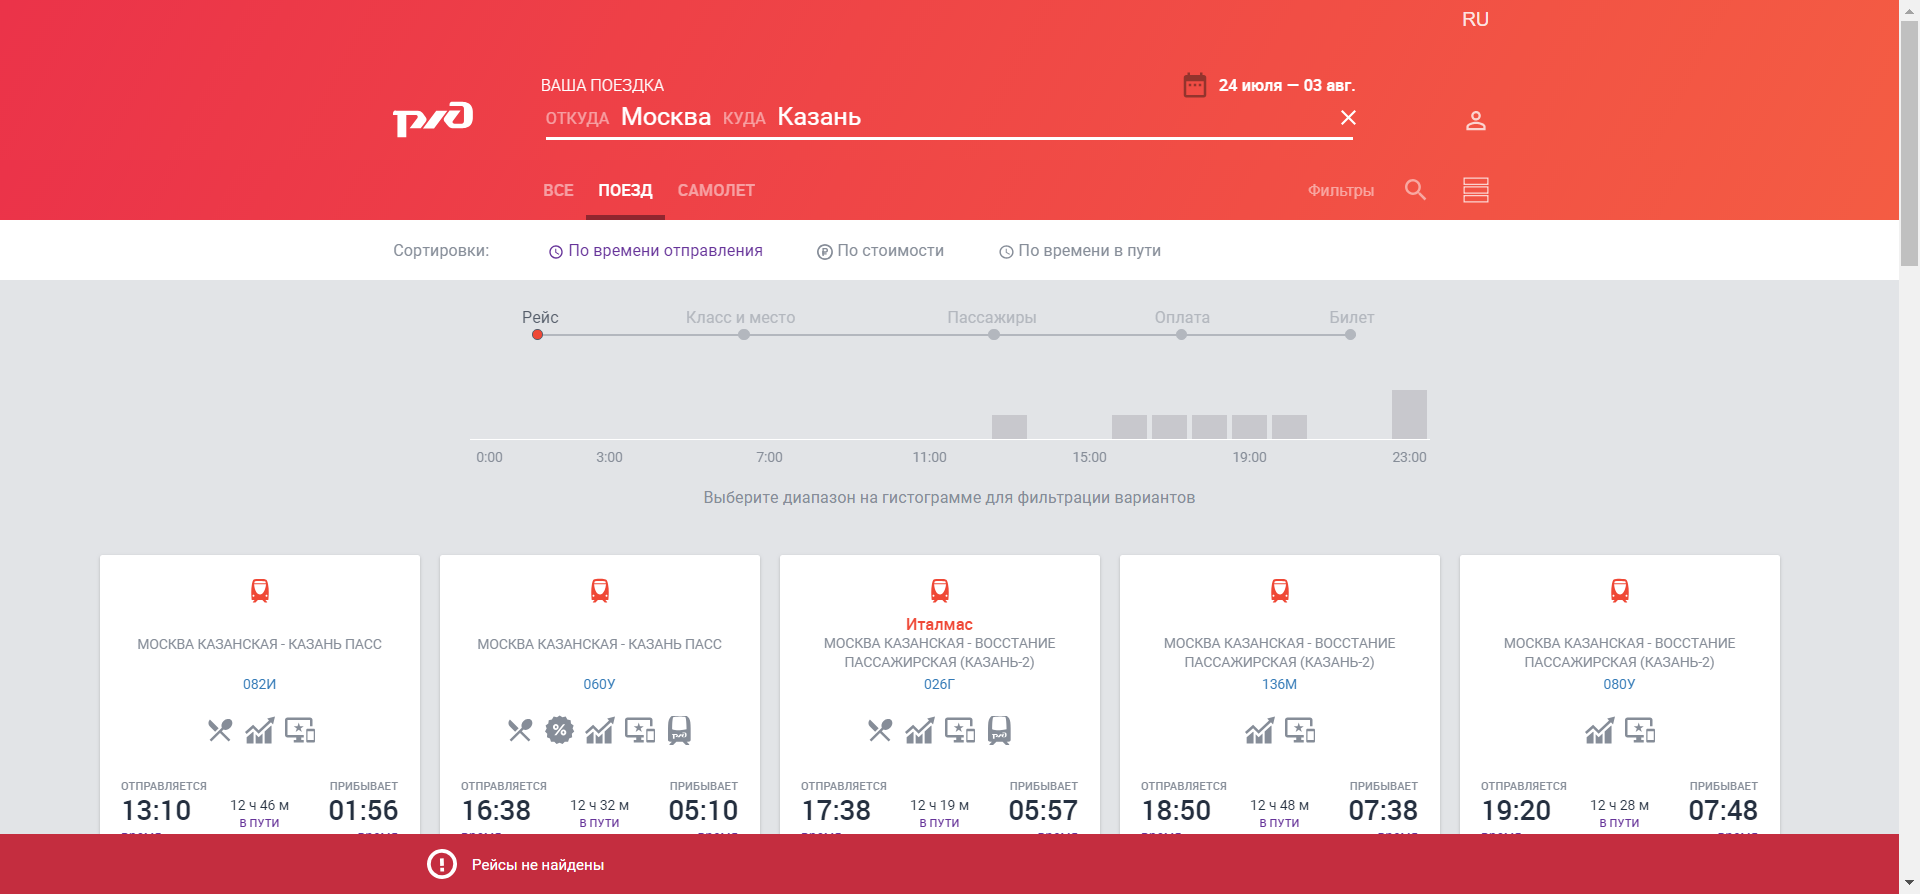 RU
ВАША ПОЕЗДКА
24 июля — 03 авг.
ржд
ОТКУДА Москва КУДА Казань
ВСЕ ПОЕЗД САМОЛЕТ Фильтры
Сортировки: По времени отправления По стоимости По времени в пути
Рейс Класс и место Пассажиры Оплата Билет
0:00 3:00 7:00 11:00 15:00 19:00 23:00
Выберите диапазон на гистограмме для фильтрации вариантов
МОСКВА КАЗАНСКАЯ - КАЗАНЬ ПАСС
082И
ОТПРАВЛЯЕТСЯ ПРИБЫВАЕТ
13:10 12 ч 46 м 01:56
В ПУТИ
МОСКВА КАЗАНСКАЯ - КАЗАНЬ ПАСС
060У
%
ОТПРАВЛЯЕТСЯ ПРИБЫВАЕТ
16:38 12 ч 32 м 05:10
В ПУТИ
Италмас
МОСКВА КАЗАНСКАЯ - ВОССТАНИЕ
ПАССАЖИРСКАЯ (КАЗАНЬ-2)
026Г
ОТПРАВЛЯЕТСЯ ПРИБЫВАЕТ
17:38 12 ч 19 м 05:57
В ПУТИ
МОСКВА КАЗАНСКАЯ - ВОССТАНИЕ
ПАССАЖИРСКАЯ (КАЗАНЬ-2)
136М
ОТПРАВЛЯЕТСЯ ПРИБЫВАЕТ
18:50 12 ч 48 м 07:38
В ПУТИ
МОСКВА КАЗАНСКАЯ - ВОССТАНИЕ
ПАССАЖИРСКАЯ (КАЗАНЬ-2)
080У
ОТПРАВЛЯЕТСЯ ПРИБЫВАЕТ
19:20 12 ч 28 м 07:48
В ПУТИ
Рейсы не найдены